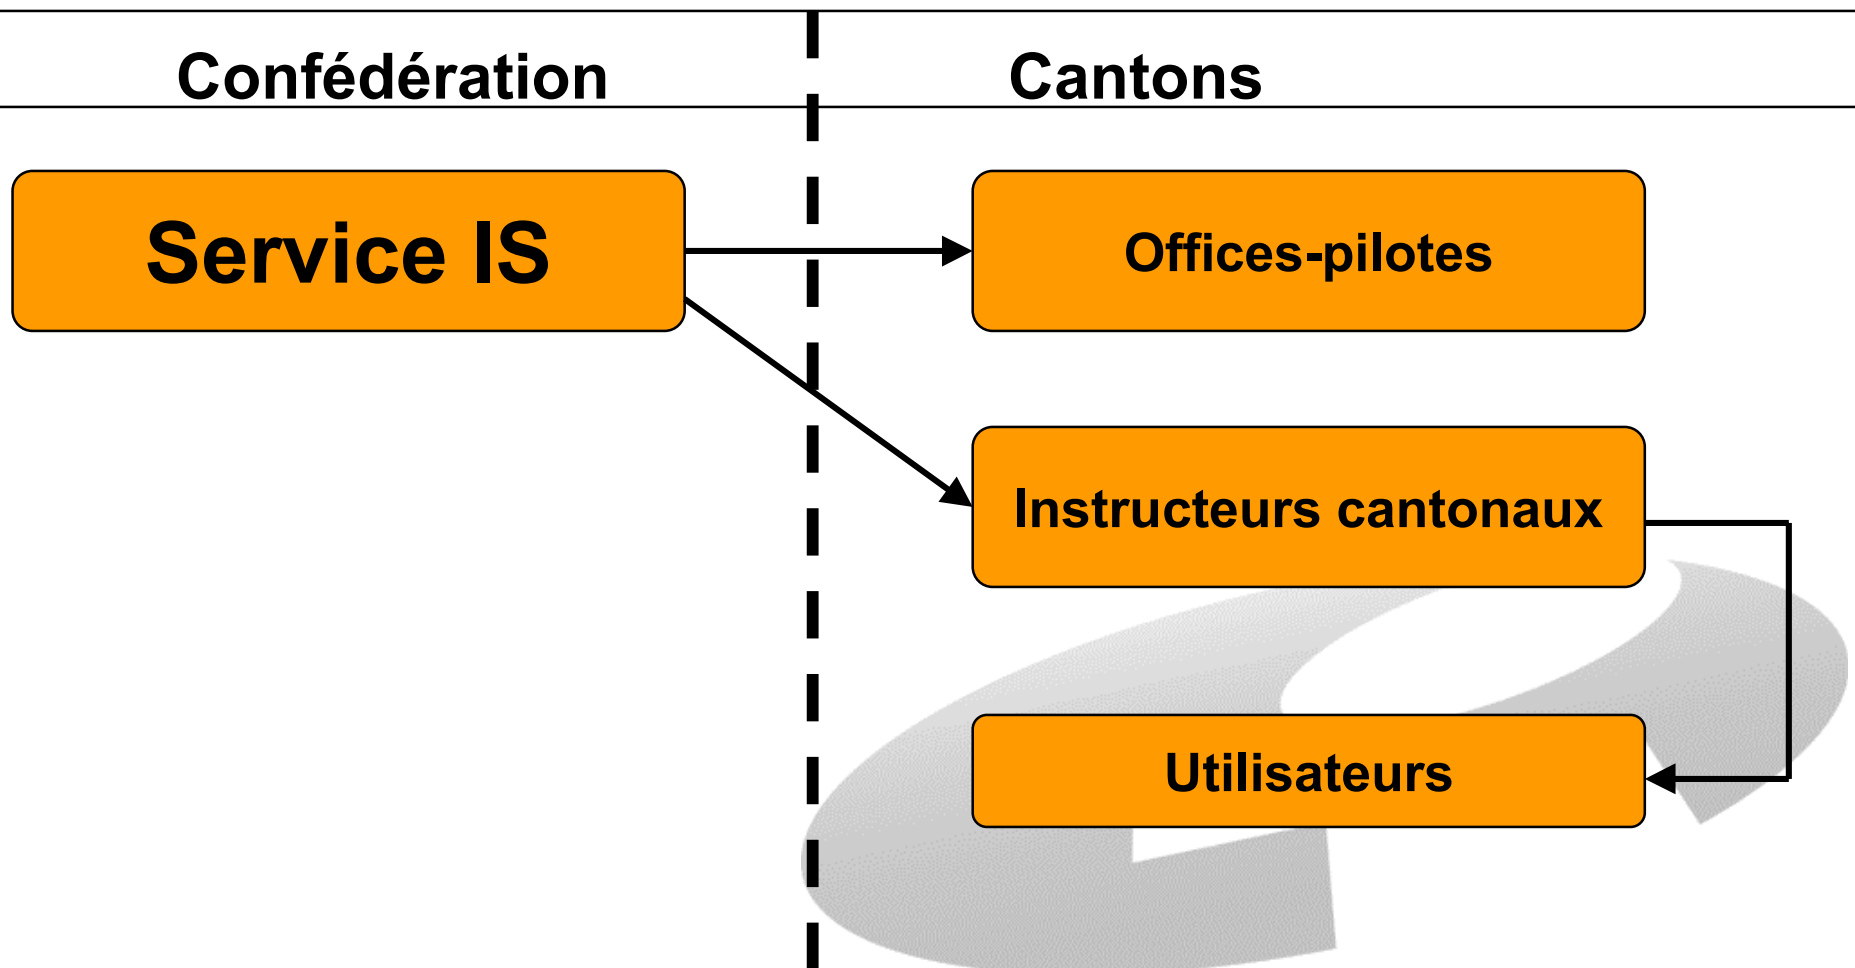 Confédération
Cantons
Service IS
Offices-pilotes
Instructeurs cantonaux
Utilisateurs